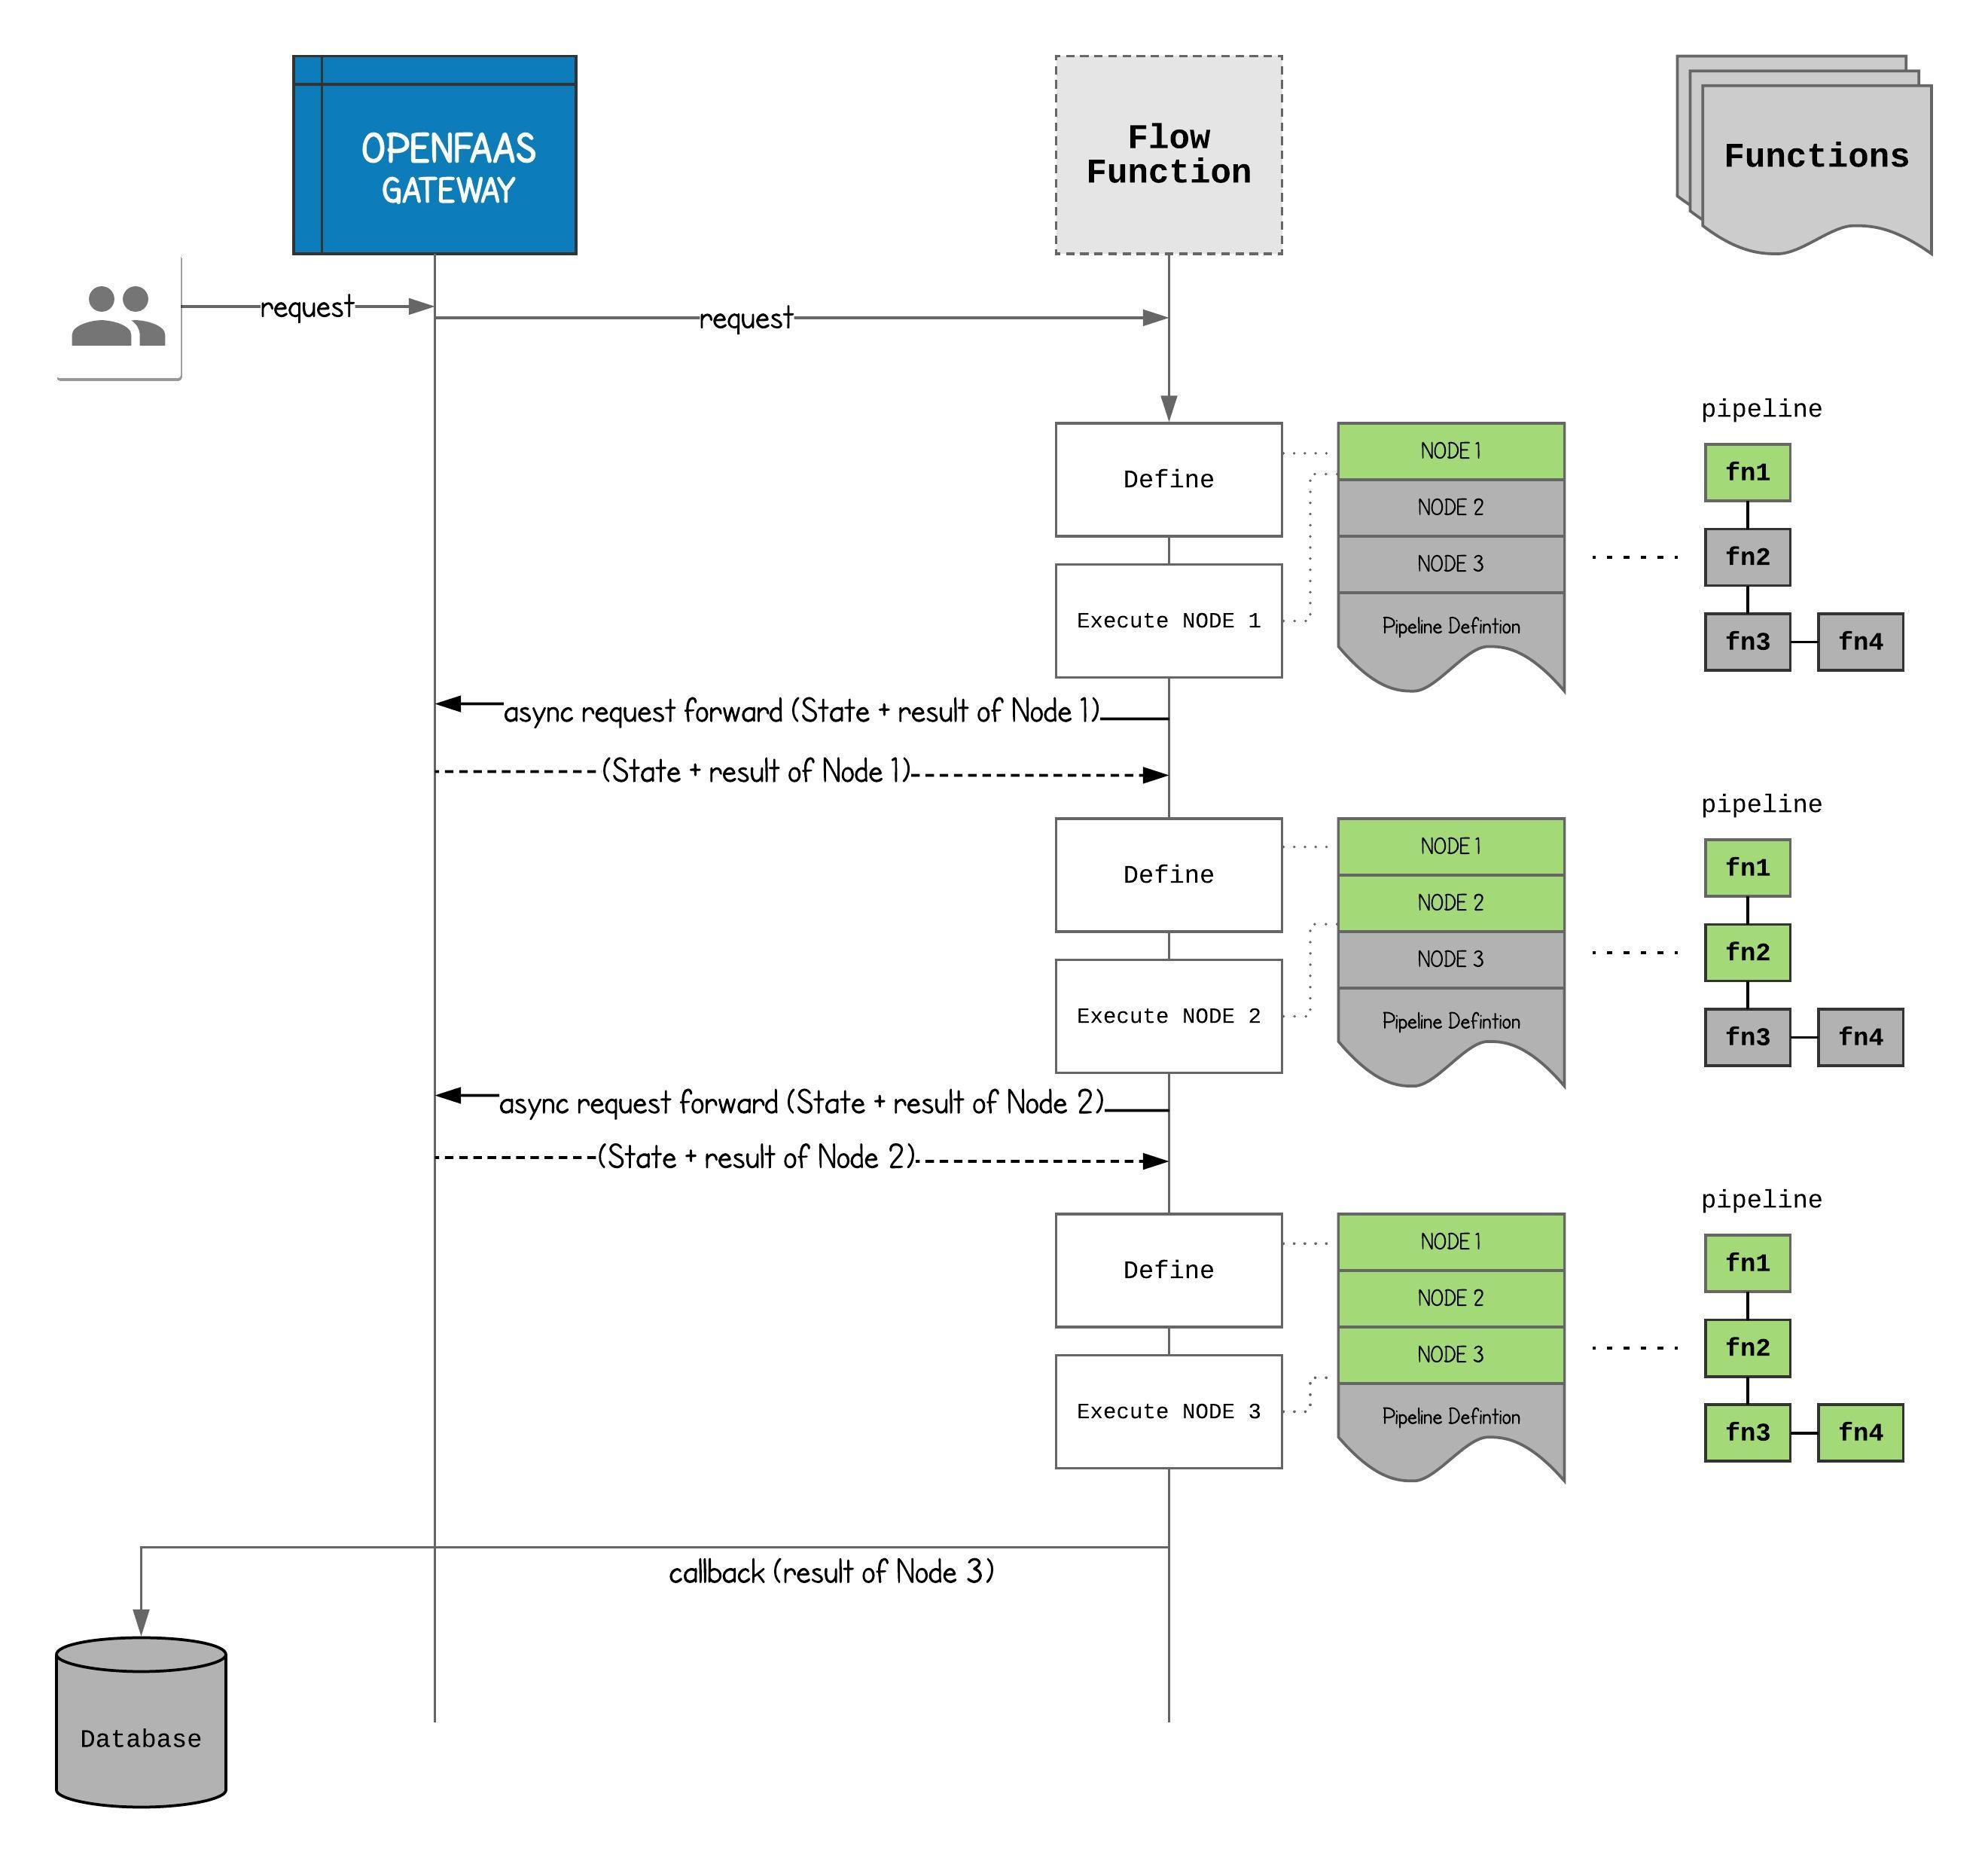 OPENFAAS
GATEWAY
Flow
Function
Functions
request
request
pipeline
Define
NODE 1
NODE 2
NODE 3
Pipeline Defintion
fn1
fn2
fn3
fn4
Execute NODE 1
async request forward (State + result of Node 1)
(State + result of Node 1)
pipeline
Define
NODE 1
NODE 2
NODE 3
Pipeline Defintion
fn1
fn2
fn3
fn4
Execute NODE 2
async request forward (State + result of Node 2)
(State + result of Node 2)
pipeline
Define
NODE 1
NODE 2
NODE 3
Pipeline Defintion
fn1
fn2
fn3
fn4
Execute NODE 3
callback (result of Node 3)
Database